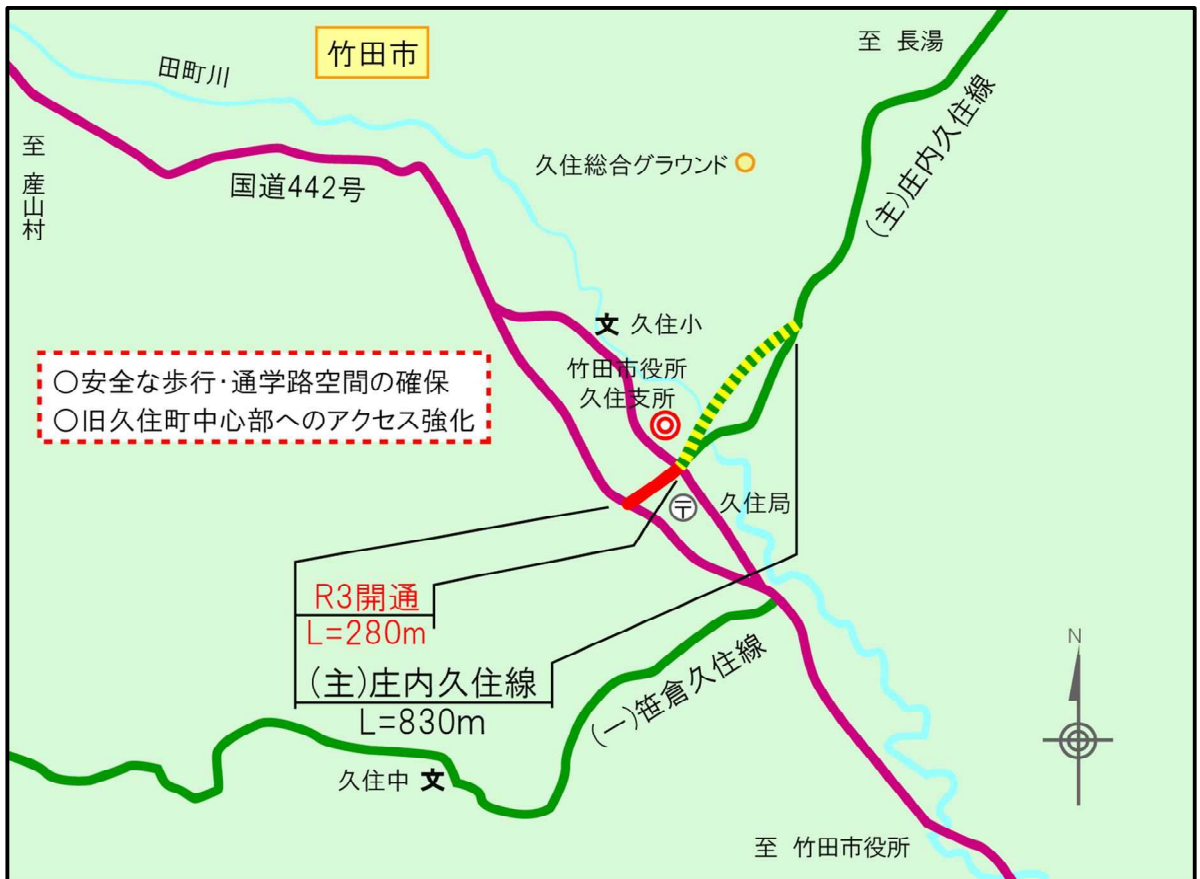 竹田市
至 長湯
田町川
(主)庄内久住線
至 産山村
国道442号
久住総合グラウンド
文 久住小
竹田市役所
久住支所
○安全な歩行・通学路空間の確保
○旧久住町中心部へのアクセス強化
〒
久住局
R3開通
L=280m
(主)庄内久住線
L=830m
(一)笹倉久住線
N
久住中 文
至 竹田市役所